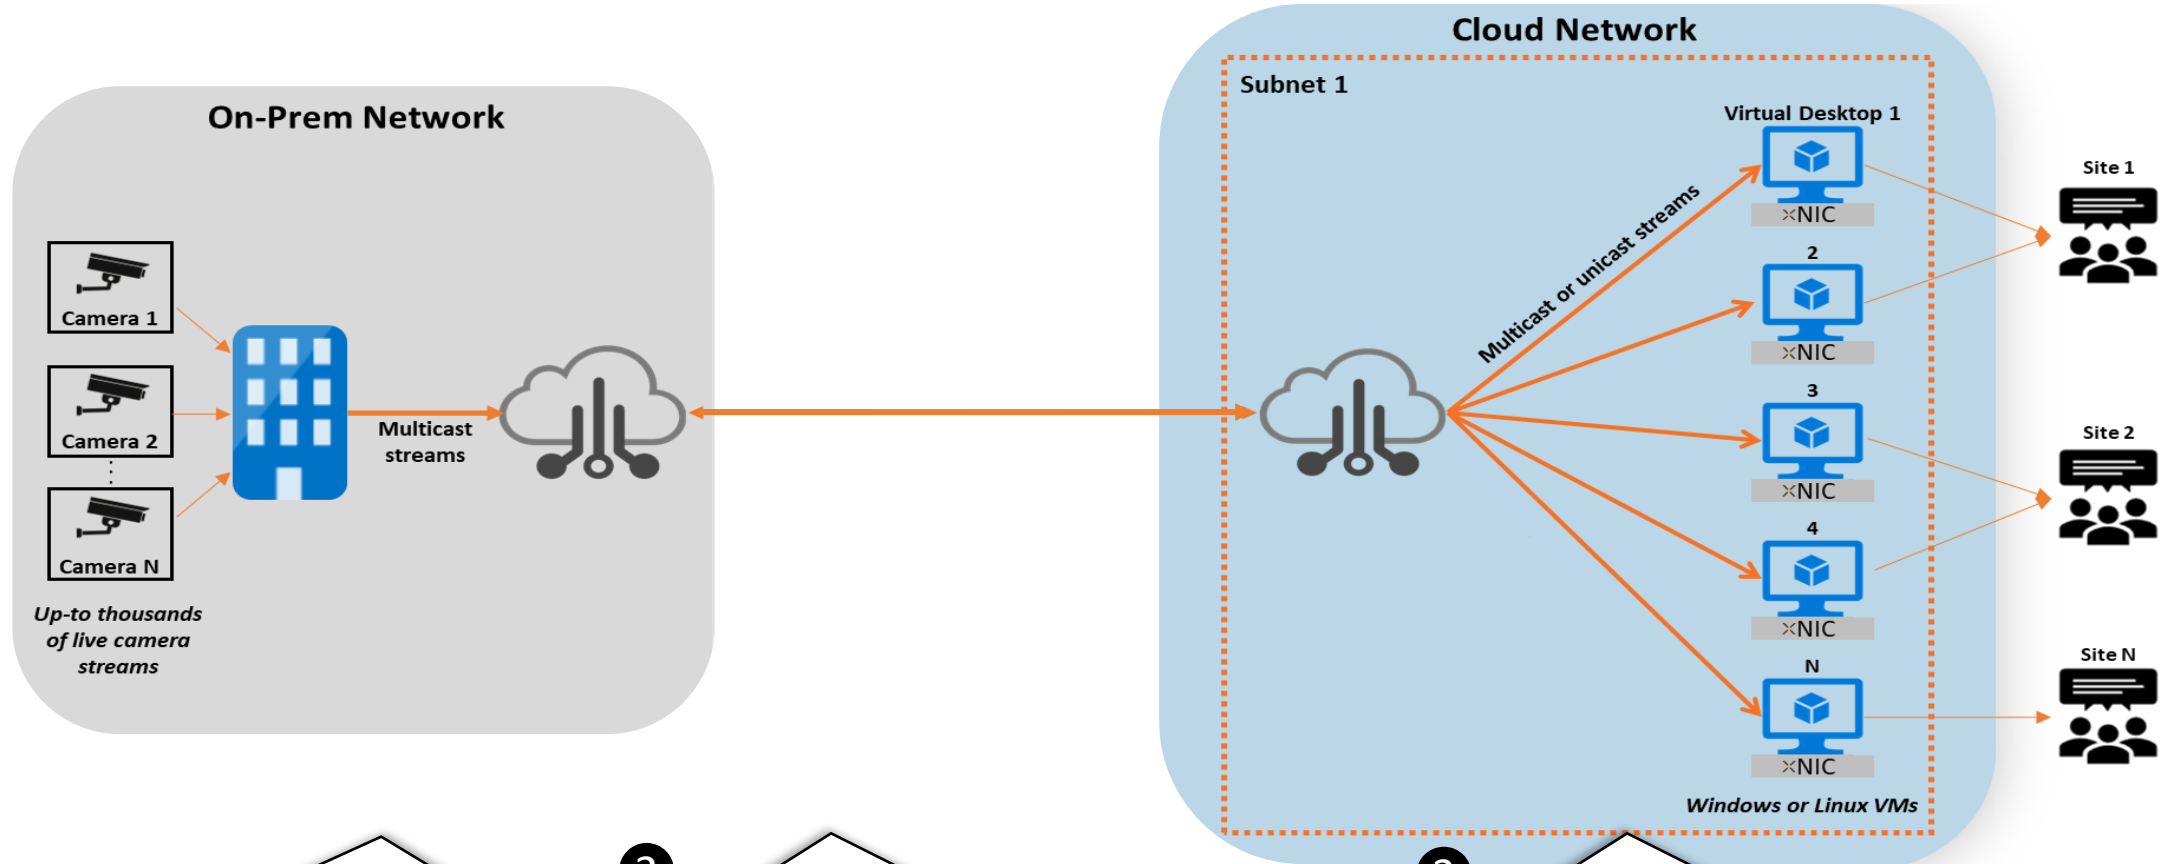 Cloud Network
On-Prem Network
Subnet 1
Virtual Desktop 1
xNIC
2
xNIC
3
xNIC
4
xNIC
N
xNIC
Windows or Linux VMs
Multicast or unicast streams
Camera 1
Camera 2
Camera N
Up-to thousands
of live camera
streams
Multicast
streams
Site 1
Site 2
Site N